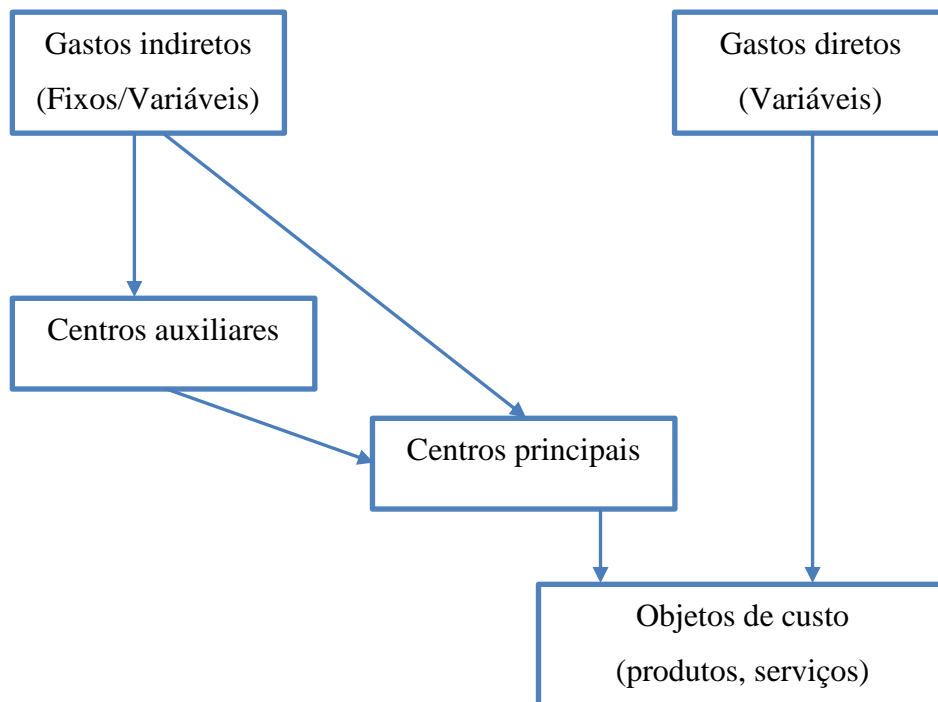 Gastos indiretos
(Fixos/Variáveis)
Gastos diretos
(Variáveis)
Centros auxiliares
Centros principais
Objetos de custo
(produtos, serviços)